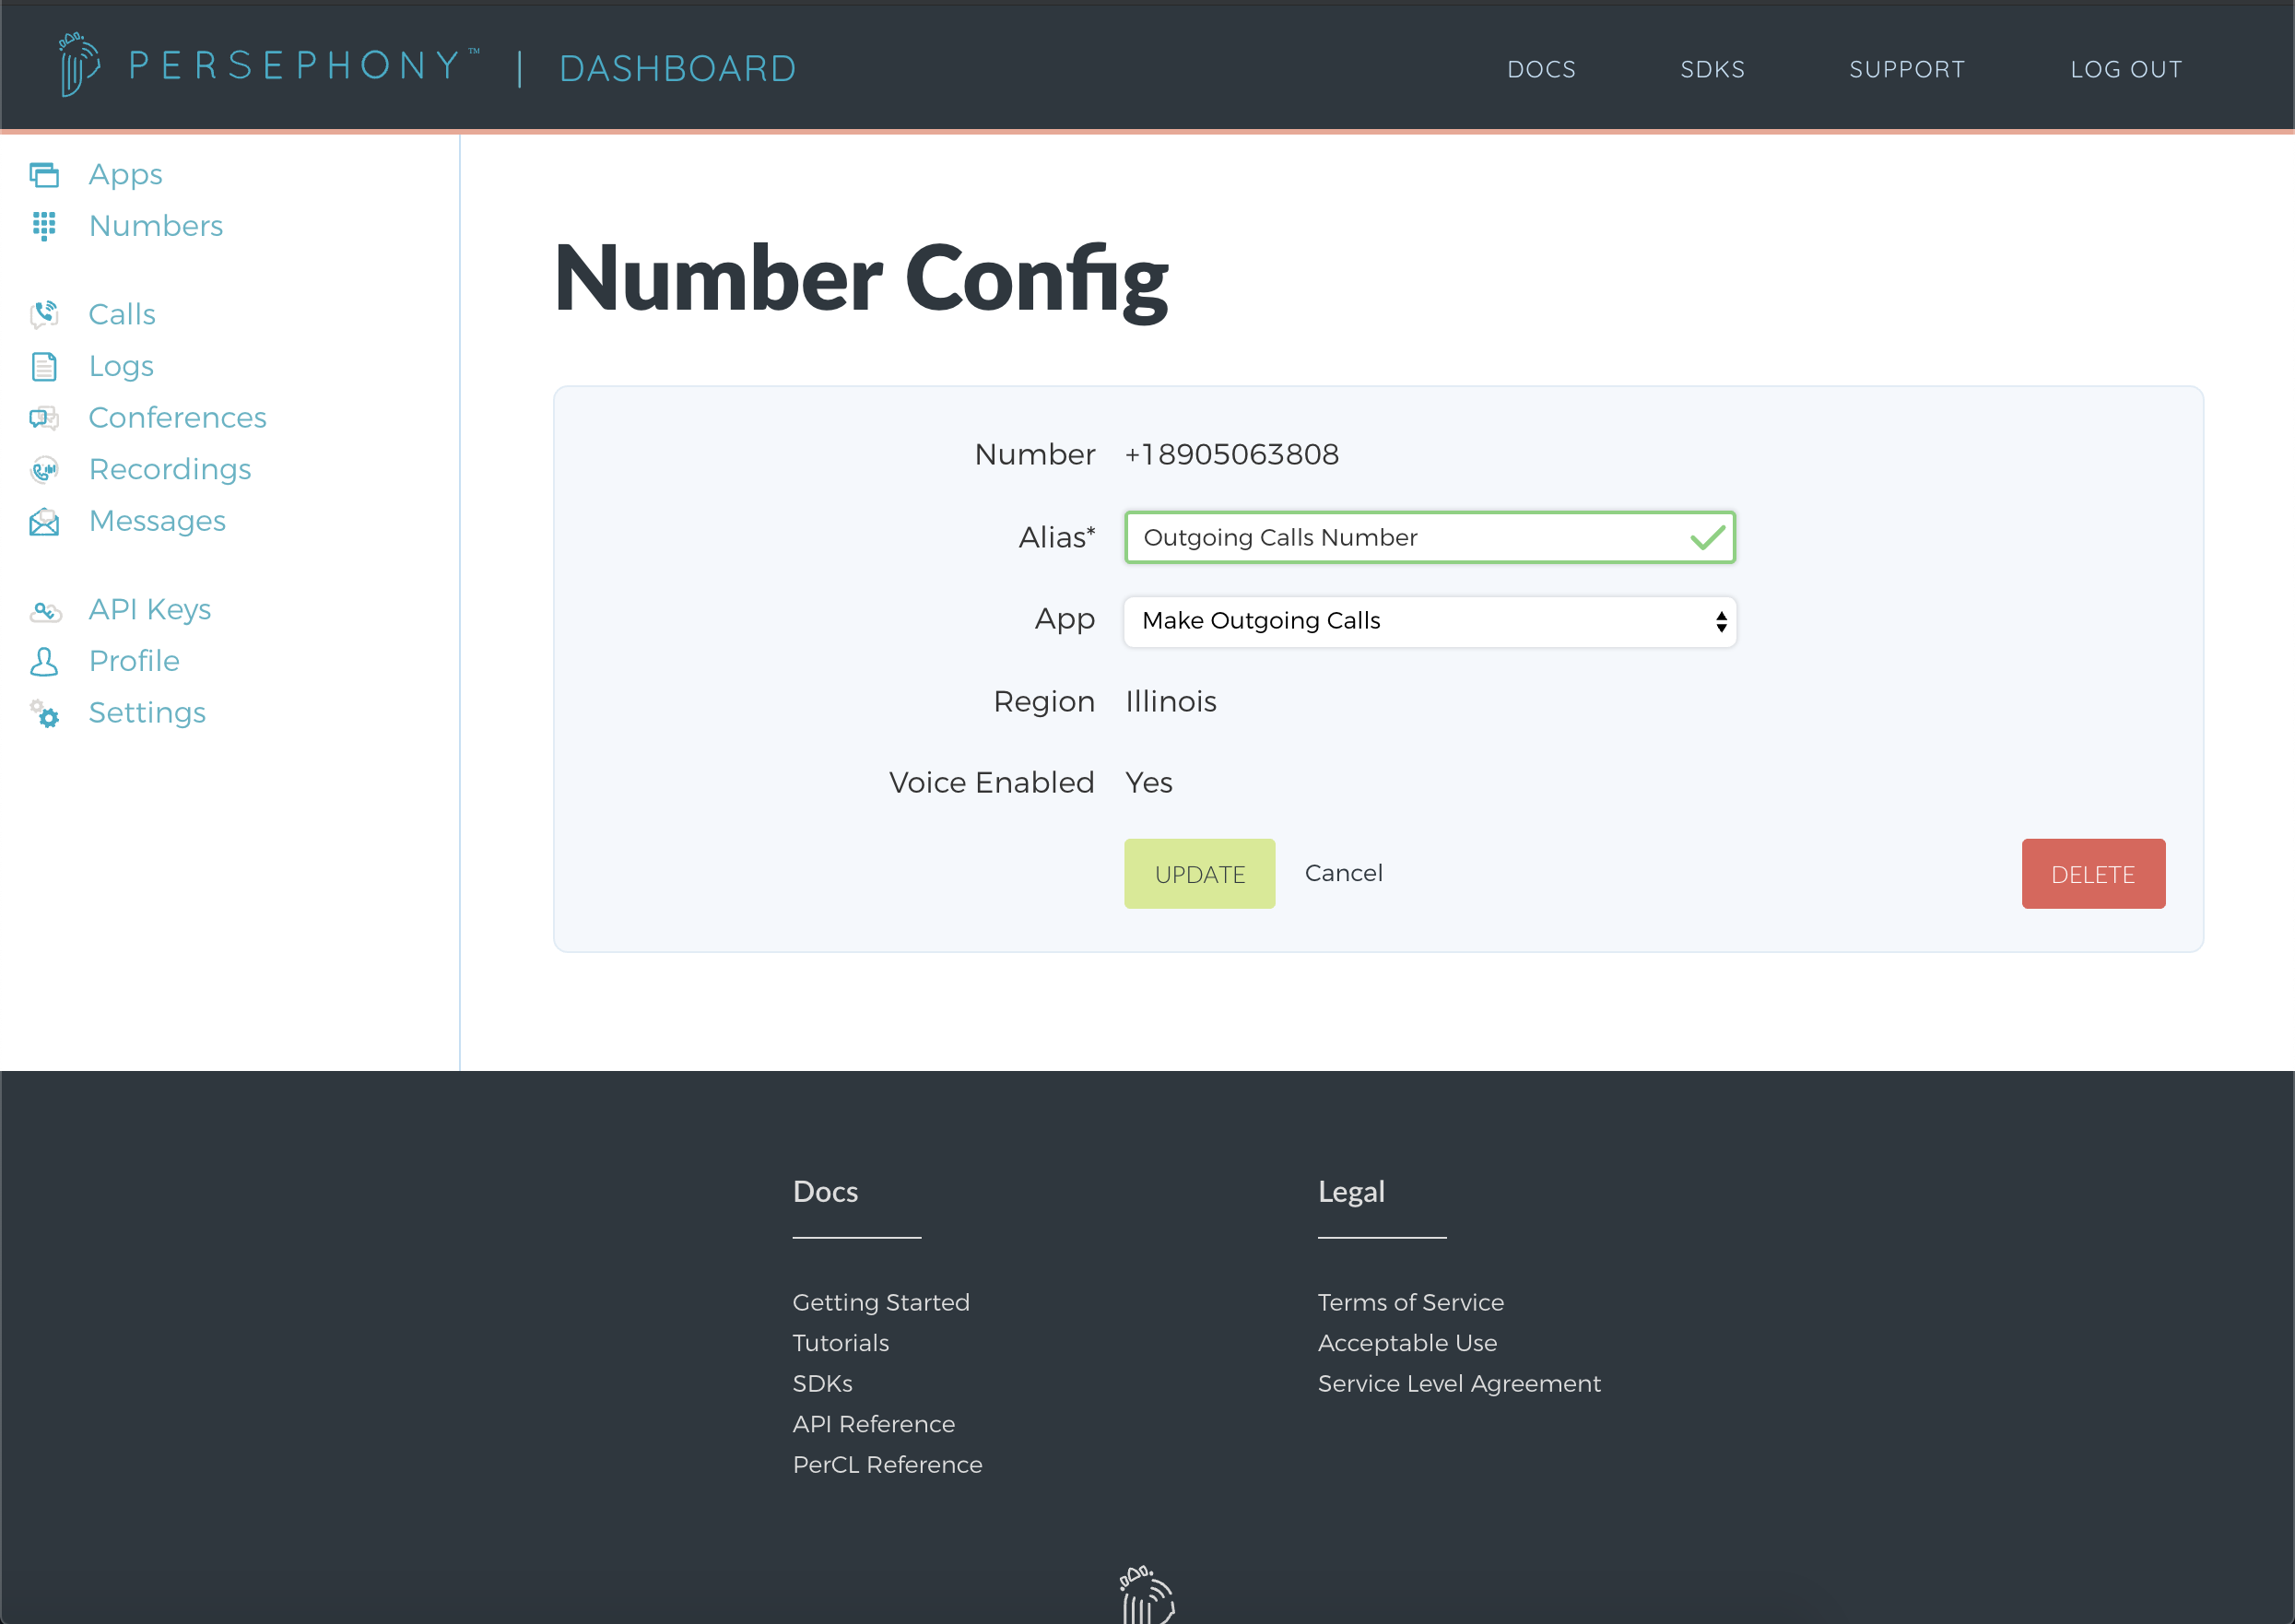 PERSEPHONY™ | DASHBOARD
DOCS
SDKS
SUPPORT
LOG OUT
Apps
Numbers
Calls
Logs
Conferences
Recordings
Messages
API Keys
Profile
Settings
Number Config
Number +18905063808
Alias* Outgoing Calls Number
App Make Outgoing Calls
Region Illinois
Voice Enabled Yes
UPDATE Cancel DELETE
Docs
Getting Started
Tutorials
SDKs
API Reference
PerCL Reference
Legal
Terms of Service
Acceptable Use
Service Level Agreement